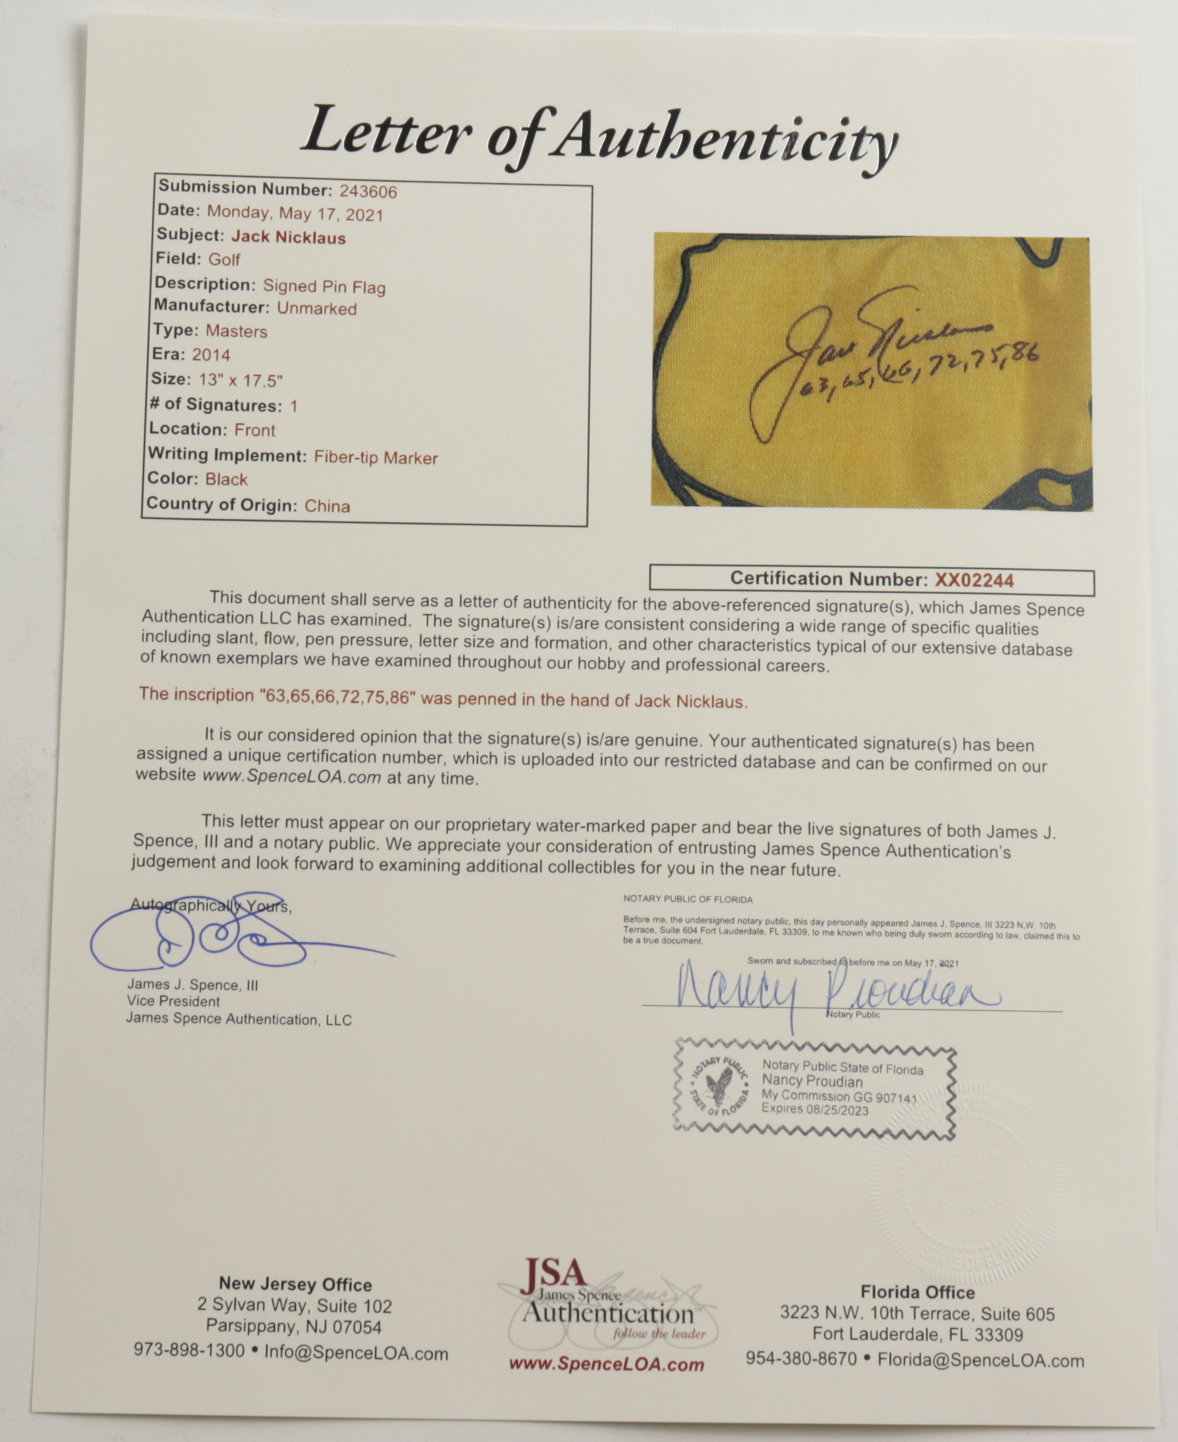 Letter of Authenticity
Submission Number: 243606
Date: Monday, May 17, 2021
Subject: Jack Nicklaus
Field: Golf
Description: Signed Pin Flag
Manufacturer: Unmarked
Type: Masters
Era: 2014
Size: 13" x 17.5"
# of Signatures: 1
Location: Front
Writing Implement: Fiber-tip Marker
Color: Black
Country of Origin: China
Jack Nicklaus
63, 65, 66, 72, 75, 86
Certification Number: XX02244
This document shall serve as a letter of authenticity for the above-referenced signature(s), which James Spence
Authentication LLC has examined. The signature(s) is/are consistent considering a wide range of specific qualities
including slant, flow, pen pressure, letter size and formation, and other characteristics typical of our extensive database
of known exemplars we have examined throughout our hobby and professional careers.
The inscription "63,65,66,72,75,86" was penned in the hand of Jack Nicklaus.
It is our considered opinion that the signature(s) is/are genuine. Your authenticated signature(s) has been
assigned a unique certification number, which is uploaded into our restricted database and can be confirmed on our
website www.SpenceLOA.com at any time.
This letter must appear on our proprietary water-marked paper and bear the live signatures of both James J.
Spence, III and a notary public. We appreciate your consideration of entrusting James Spence Authentication's
judgement and look forward to examining additional collectibles for you in the near future.
Autographically Yours,
James J. Spence, III
Vice President
James Spence Authentication, LLC
NOTARY PUBLIC OF FLORIDA
Before me, the undersigned notary public, this day personally appeared James J. Spence, III 3223 N.W. 10th
Terrace, Suite 604 Fort Lauderdale, FL 33309, to me known who being duly sworn according to law, claimed this to
be a true document.
Sworn and subscribed to before me on May 17, 2021
Nancy Proudian
Notary Public
NOTARY PUBLIC
STATE OF FLORIDA
Notary Public State of Florida
Nancy Proudian
My Commission GG 907141
Expires 08/25/2023
New Jersey Office
2 Sylvan Way, Suite 102
Parsippany, NJ 07054
973-898-1300 • Info@SpenceLOA.com
JSA
James Spence
Authentication
follow the leader
www.SpenceLOA.com
Florida Office
3223 N.W. 10th Terrace, Suite 605
Fort Lauderdale, FL 33309
954-380-8670 • Florida@SpenceLOA.com